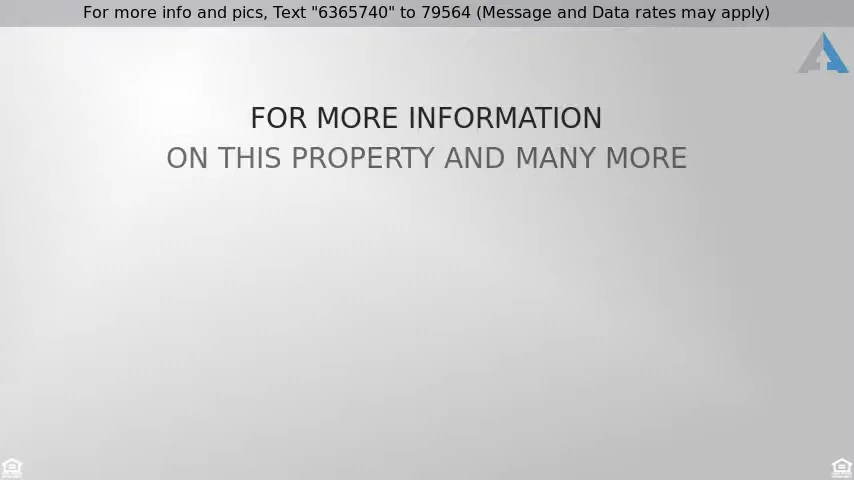 For more info and pics, Text "6365740" to 79564 (Message and Data rates may apply)
FOR MORE INFORMATION
ON THIS PROPERTY AND MANY MORE